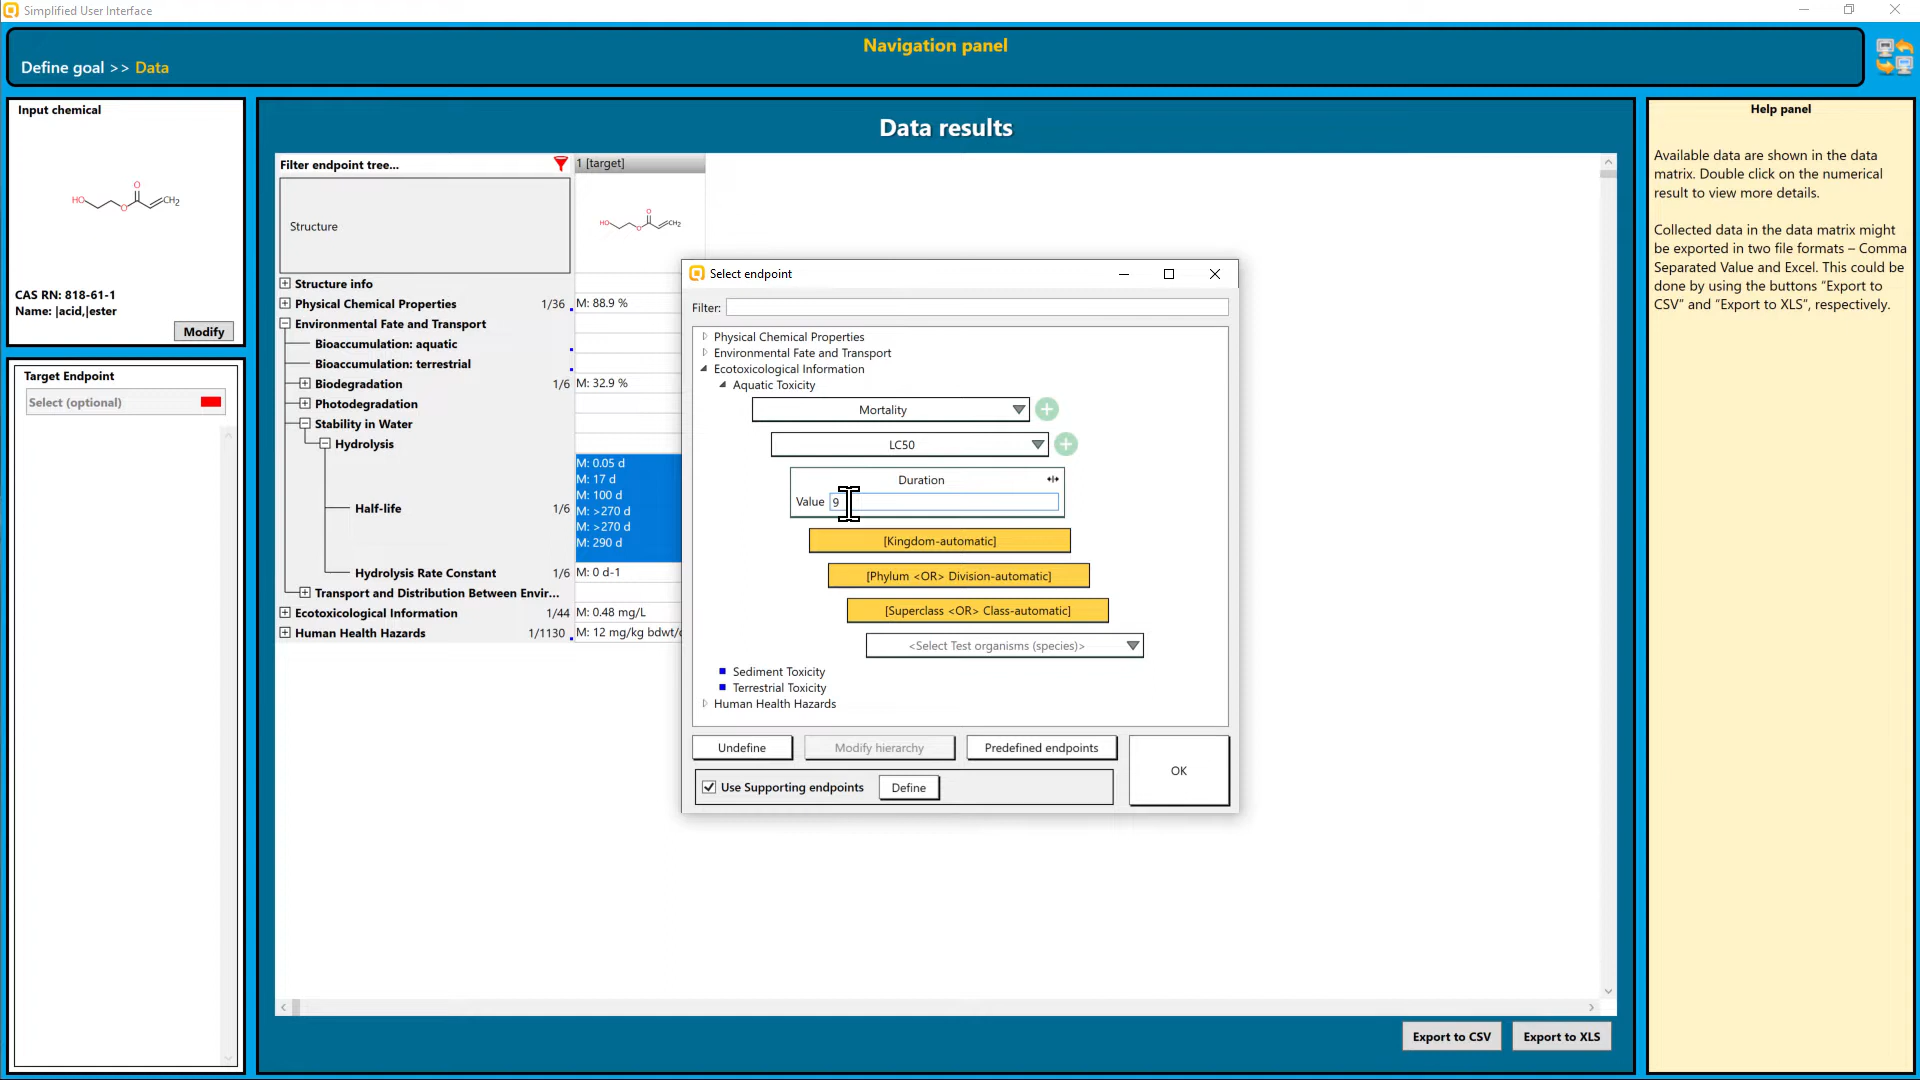 Simplified User Interface
Navigation panel
Define goal >> Data
Input chemical
HO
O
O
CH2
CAS RN: 818-61-1
Name: |acid,|ester
Modify
Target Endpoint
Select (optional)
Data results
Filter endpoint tree...
1 [target]
Structure
HO
O
O
CH2
Structure info
Physical Chemical Properties 1/36 M: 88.9 %
Environmental Fate and Transport
Bioaccumulation: aquatic
Bioaccumulation: terrestrial
Biodegradation 1/6 M: 32.9 %
Photodegradation
Stability in Water
Hydrolysis
M: 0.05 d
M: 17 d
M: 100 d
Half-life 1/6 M: >270 d
M: >270 d
M: 290 d
Hydrolysis Rate Constant 1/6 M: 0 d-1
Transport and Distribution Between Envir...
Ecotoxicological Information 1/44 M: 0.48 mg/L
Human Health Hazards 1/1130 M: 12 mg/kg bdwt/d
Select endpoint
Filter:
Physical Chemical Properties
Environmental Fate and Transport
Ecotoxicological Information
Aquatic Toxicity
Mortality
LC50
Duration
Value 9
[Kingdom-automatic]
[Phylum <OR> Division-automatic]
[Superclass <OR> Class-automatic]
<Select Test organisms (species)>
Sediment Toxicity
Terrestrial Toxicity
Human Health Hazards
Undefine
Modify hierarchy
Predefined endpoints
OK
Use Supporting endpoints
Define
Export to CSV
Export to XLS
Help panel
Available data are shown in the data
matrix. Double click on the numerical
result to view more details.
Collected data in the data matrix might
be exported in two file formats – Comma
Separated Value and Excel. This could be
done by using the buttons “Export to
CSV” and “Export to XLS”, respectively.